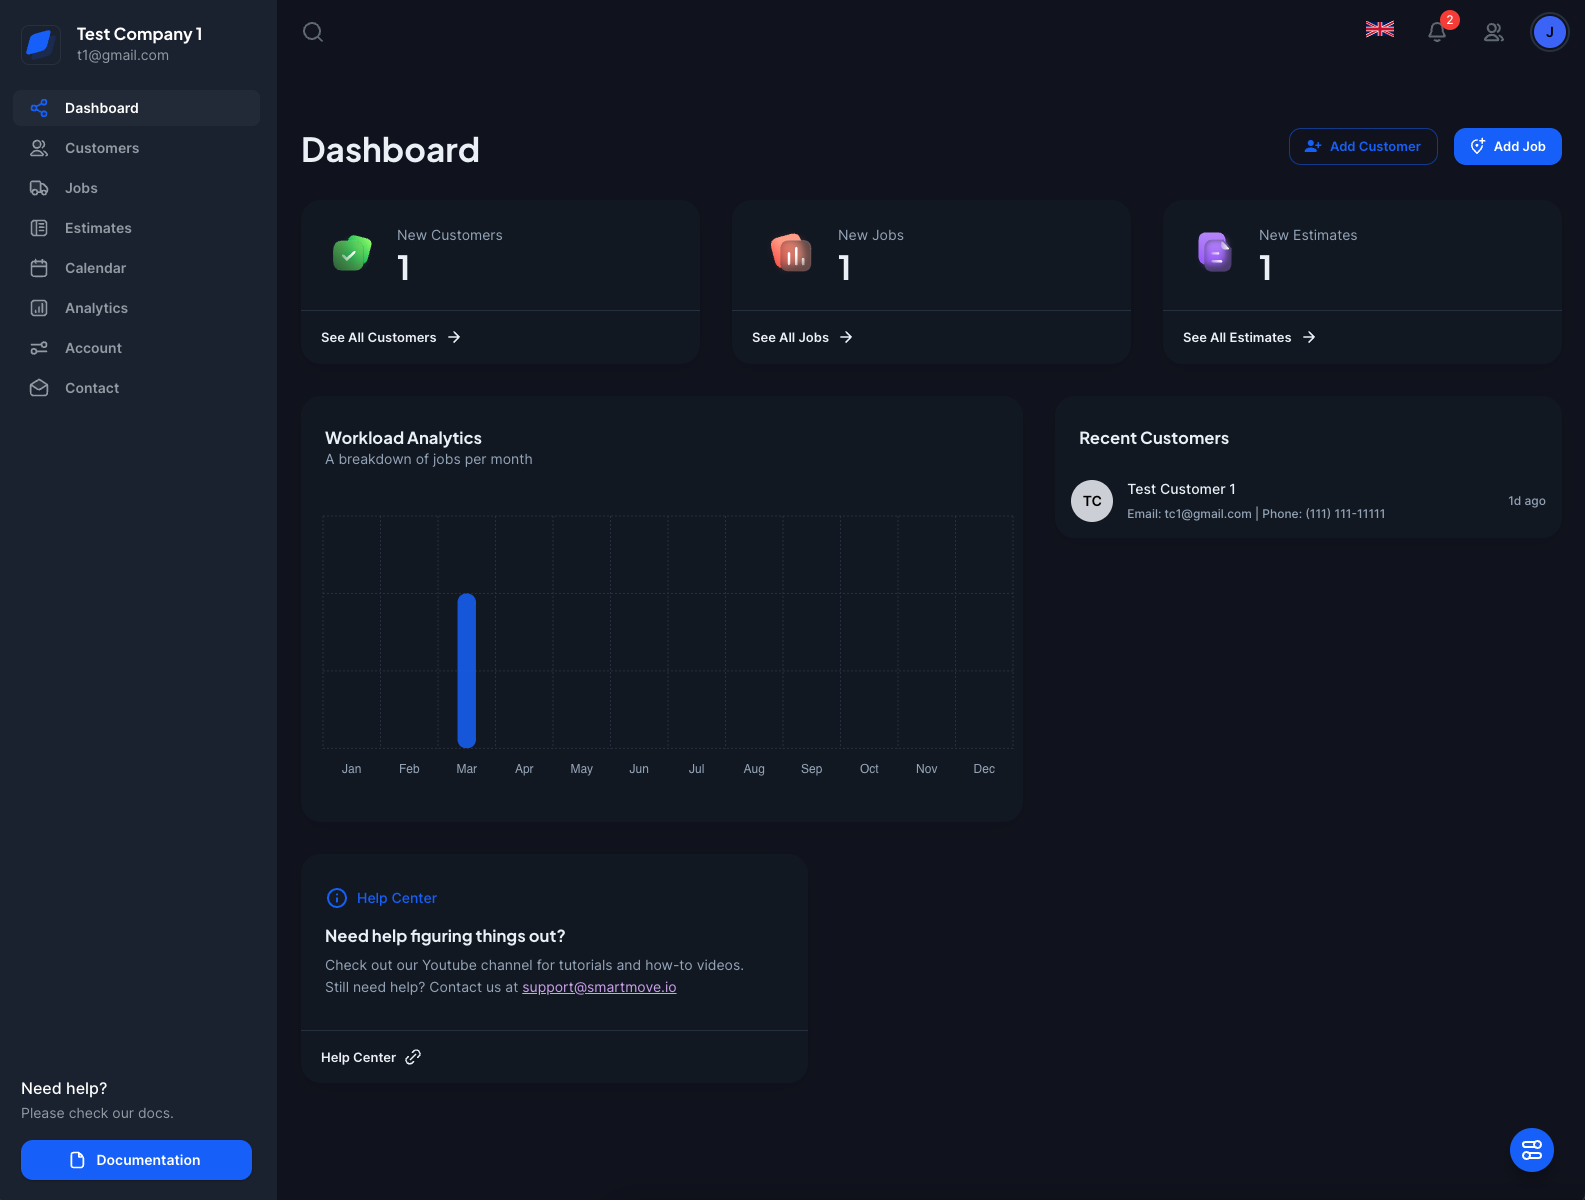 Test Company 1
t1@gmail.com
Dashboard
Customers
Jobs
Estimates
Calendar
Analytics
Account
Contact
Need help?
Please check our docs.
Documentation
2
J
Dashboard
Add Customer
Add Job
New Customers
1
See All Customers
New Jobs
1
See All Jobs
New Estimates
1
See All Estimates
Workload Analytics
A breakdown of jobs per month
Jan Feb Mar Apr May Jun Jul Aug Sep Oct Nov Dec
Recent Customers
TC
Test Customer 1
Email: tc1@gmail.com | Phone: (111) 111-11111
1d ago
Help Center
Need help figuring things out?
Check out our Youtube channel for tutorials and how-to videos.
Still need help? Contact us at support@smartmove.io
Help Center